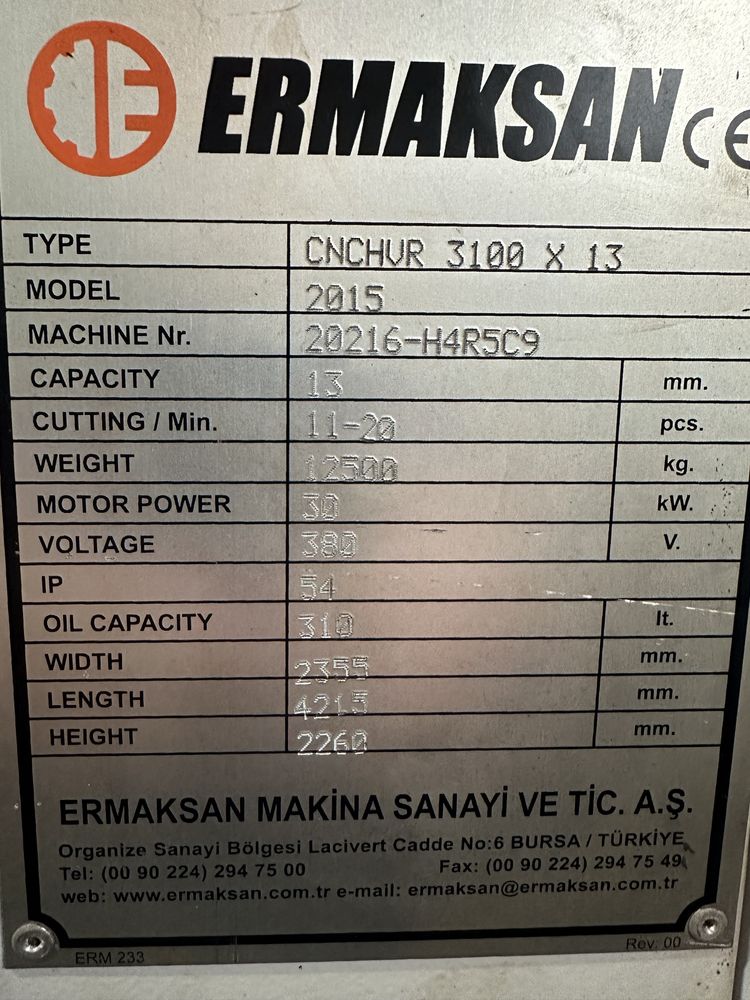 ERMAKSAN CE
TYPE CNCHVR 3100 X 13
MODEL 2015
MACHINE Nr. 20216-H4R5C9
CAPACITY 13 mm.
CUTTING / Min. 11-20 pcs.
WEIGHT 12500 kg.
MOTOR POWER 30 kW.
VOLTAGE 380 V.
IP 54
OIL CAPACITY 310 lt.
WIDTH 2355 mm.
LENGTH 4215 mm.
HEIGHT 2260 mm.
ERMAKSAN MAKİNA SANAYİ VE TİC. A.Ş.
Organize Sanayi Bölgesi Lacivert Cadde No:6 BURSA / TÜRKİYE
Tel: (00 90 224) 294 75 00 Fax: (00 90 224) 294 75 49
web: www.ermaksan.com.tr e-mail: ermaksan@ermaksan.com.tr
ERM 233 Rev: 00